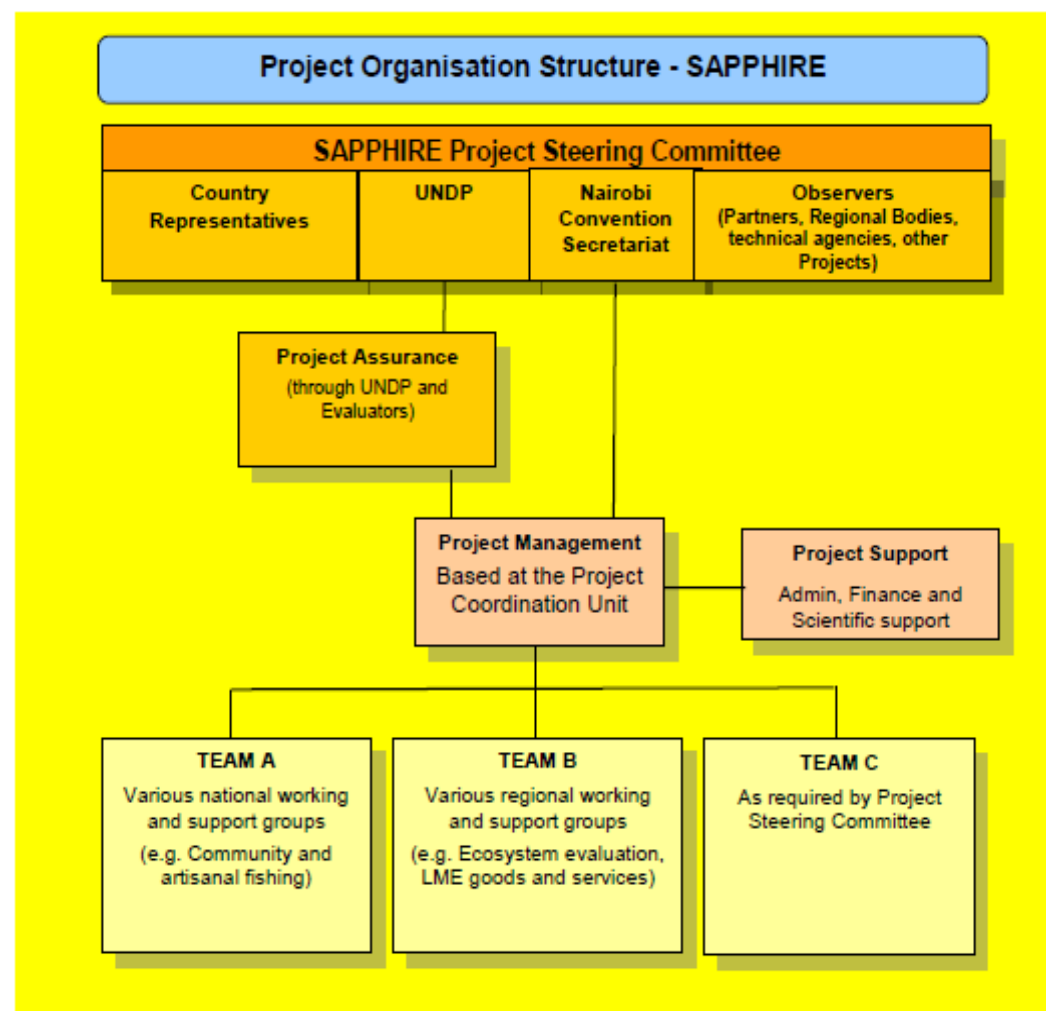 Project Organisation Structure - SAPPHIRE
SAPPHIRE Project Steering Committee
Country
Representatives
UNDP
Nairobi
Convention
Secretariat
Observers
(Partners, Regional Bodies,
technical agencies, other
Projects)
Project Assurance
(through UNDP and
Evaluators)
Project Management
Based at the Project
Coordination Unit
Project Support
Admin, Finance and
Scientific support
TEAM A
Various national working
and support groups
(e.g. Community and
artisanal fishing)
TEAM B
Various regional working
and support groups
(e.g. Ecosystem evaluation,
LME goods and services)
TEAM C
As required by Project
Steering Committee